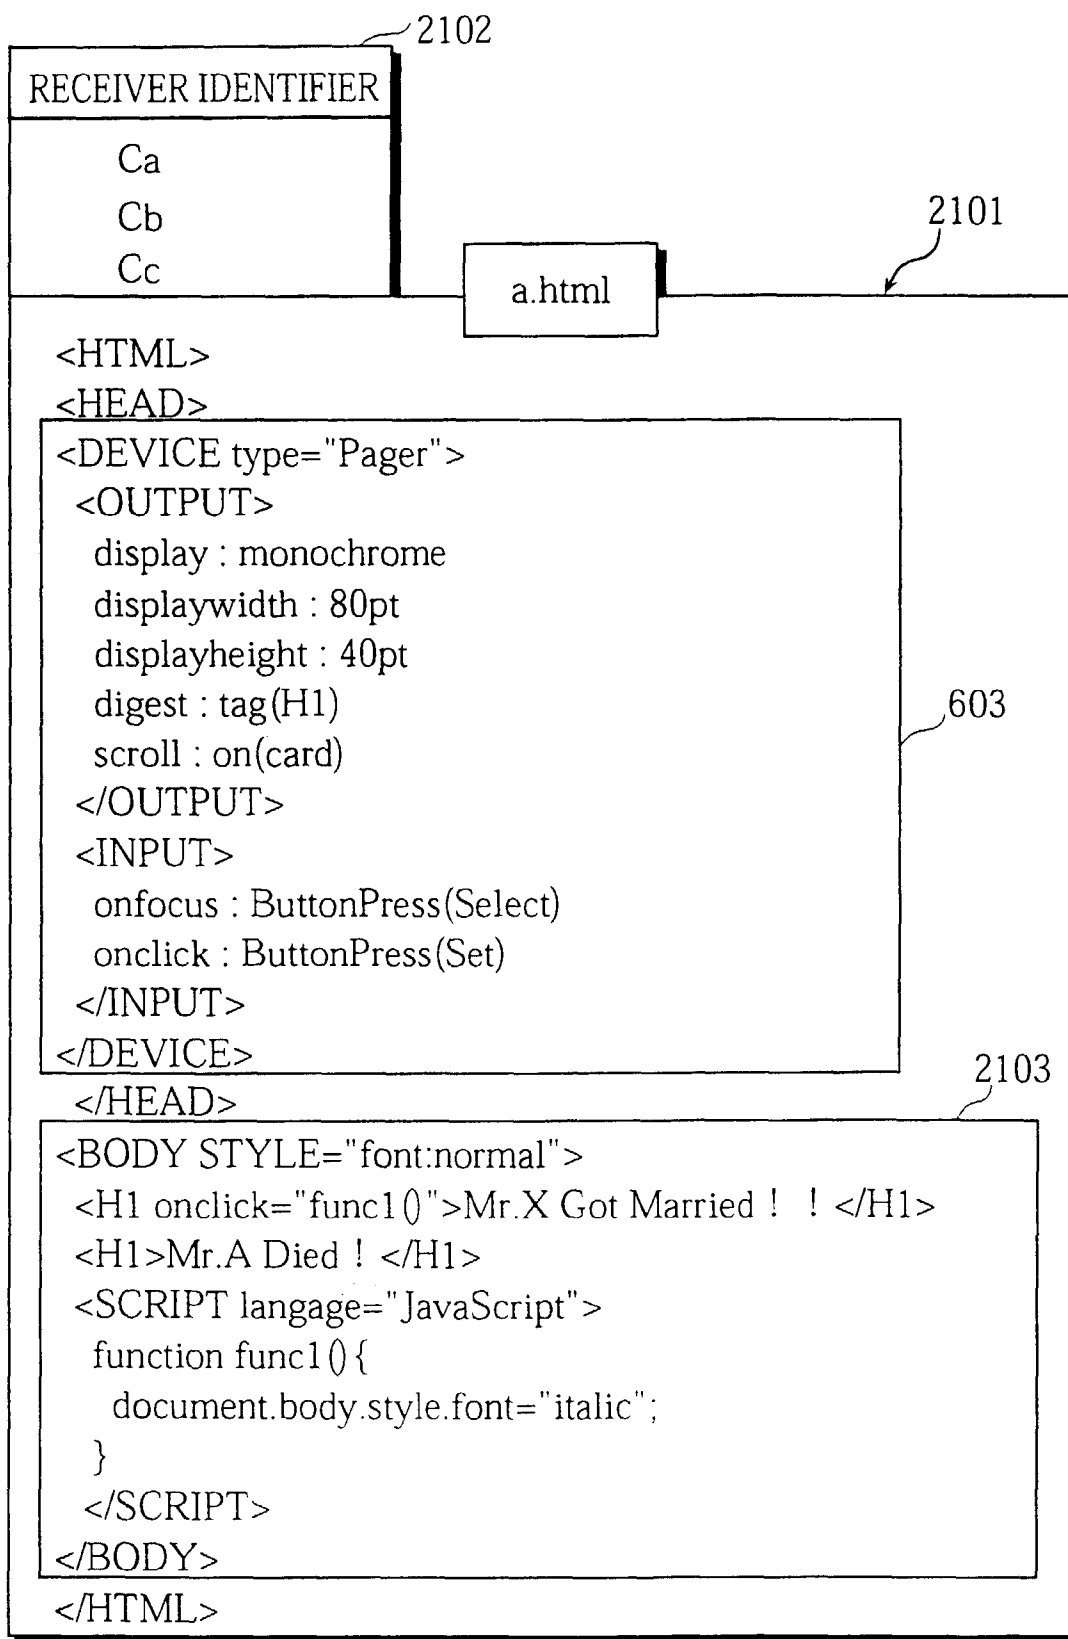 2102
RECEIVER IDENTIFIER
Ca
Cb
Cc
2101
a.html
<HTML>
<HEAD>
<DEVICE type="Pager">
<OUTPUT>
display : monochrome
displaywidth : 80pt
displayheight : 40pt
digest : tag(H1)
scroll : on(card)
</OUTPUT>
<INPUT>
onfocus : ButtonPress(Select)
onclick : ButtonPress(Set)
</INPUT>
</DEVICE>
603
</HEAD>
2103
<BODY STYLE="font:normal">
<H1 onclick="func1()">Mr.X Got Married ! ! </H1>
<H1>Mr.A Died ! </H1>
<SCRIPT langage="JavaScript">
function func1(){
document.body.style.font="italic";
}
</SCRIPT>
</BODY>
</HTML>